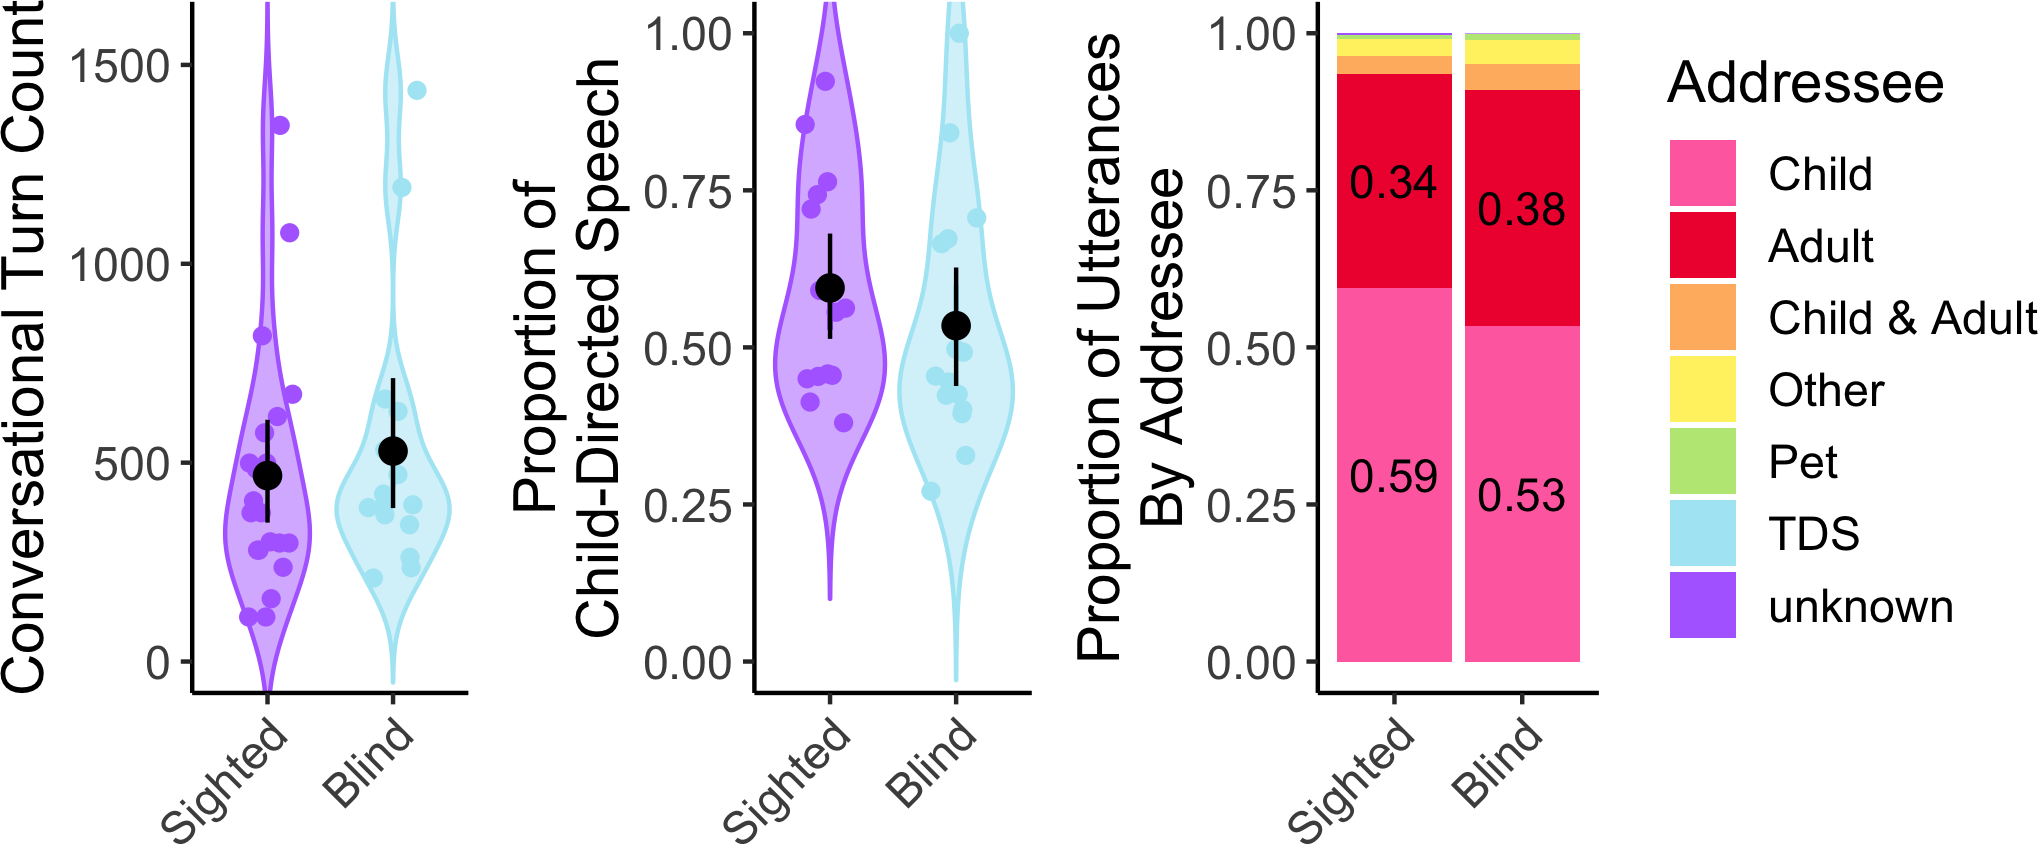 Conversational Turn Count
1500
1000
500
0
Sighted
Blind
Proportion of
Child-Directed Speech
1.00
0.75
0.50
0.25
0.00
Sighted
Blind
Proportion of Utterances
By Addressee
1.00
0.75
0.50
0.25
0.00
0.34
0.38
0.59
0.53
Sighted
Blind
Addressee
Child
Adult
Child & Adult
Other
Pet
TDS
unknown